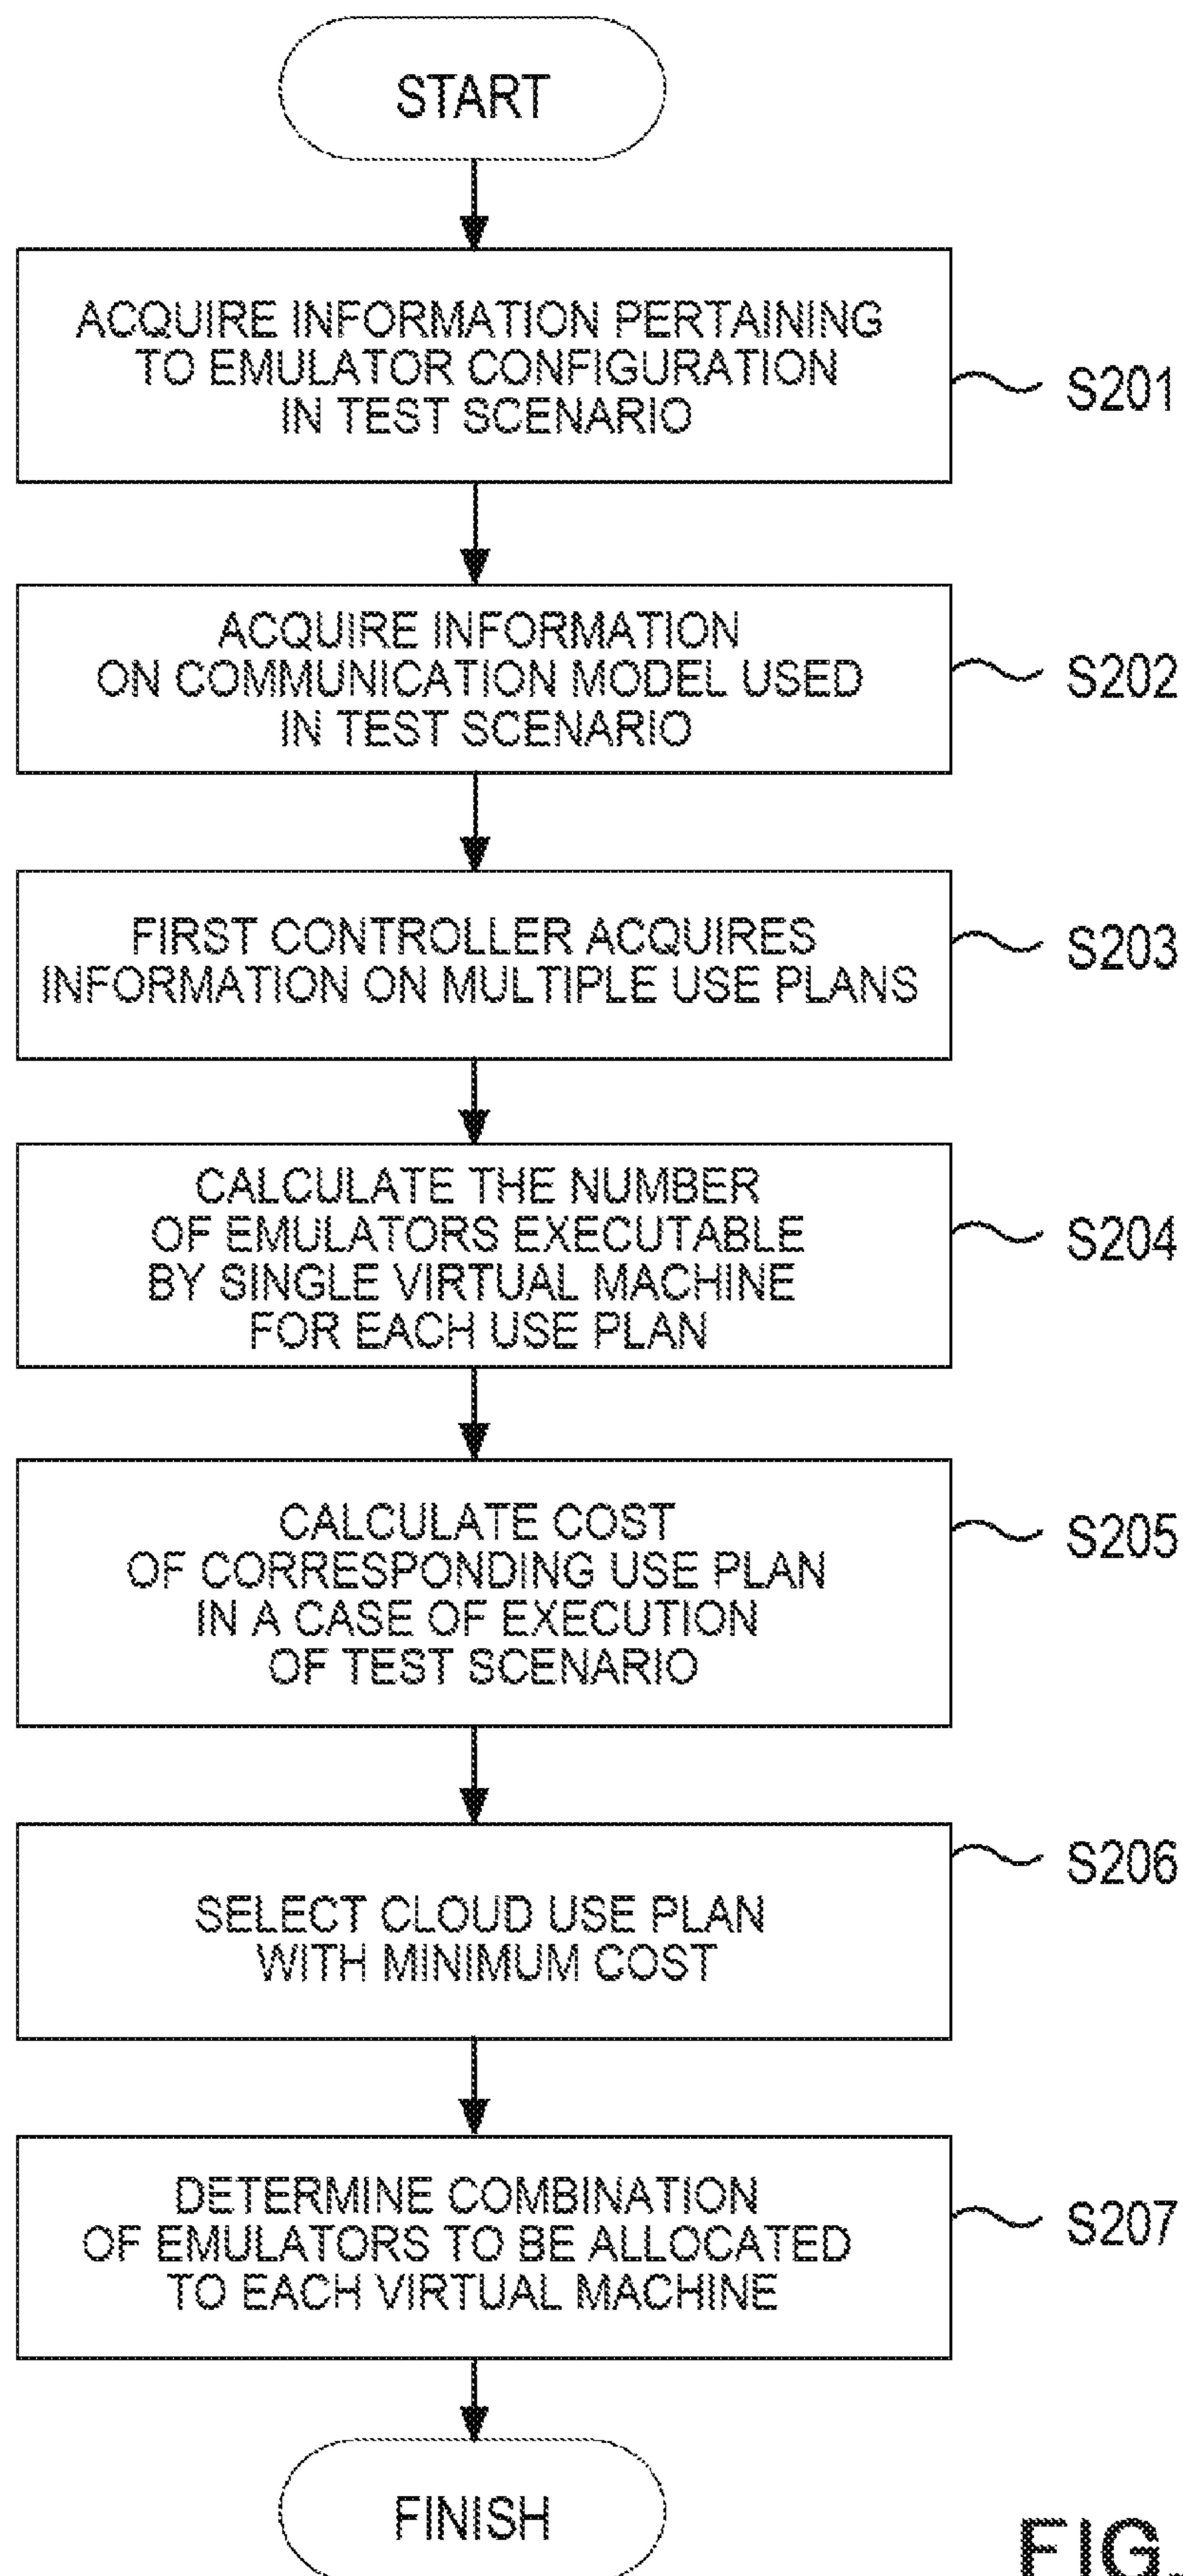 START
ACQUIRE INFORMATION PERTAINING
TO EMULATOR CONFIGURATION
IN TEST SCENARIO
S201
ACQUIRE INFORMATION
ON COMMUNICATION MODEL USED
IN TEST SCENARIO
S202
FIRST CONTROLLER ACQUIRES
INFORMATION ON MULTIPLE USE PLANS
S203
CALCULATE THE NUMBER
OF EMULATORS EXECUTABLE
BY SINGLE VIRTUAL MACHINE
FOR EACH USE PLAN
S204
CALCULATE COST
OF CORRESPONDING USE PLAN
IN A CASE OF EXECUTION
OF TEST SCENARIO
S205
SELECT CLOUD USE PLAN
WITH MINIMUM COST
S206
DETERMINE COMBINATION
OF EMULATORS TO BE ALLOCATED
TO EACH VIRTUAL MACHINE
S207
FINISH
FIG.